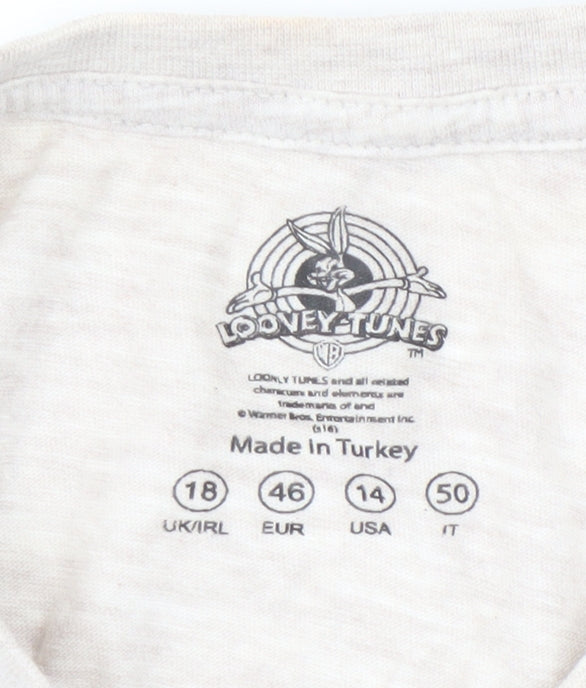 LOONEY TUNES
TM
WB
LOONEY TUNES and all related
characters and elements are
trademarks of and
© Warner Bros. Entertainment Inc.
(s16)
Made In Turkey
18 46 14 50
UK/IRL EUR USA IT